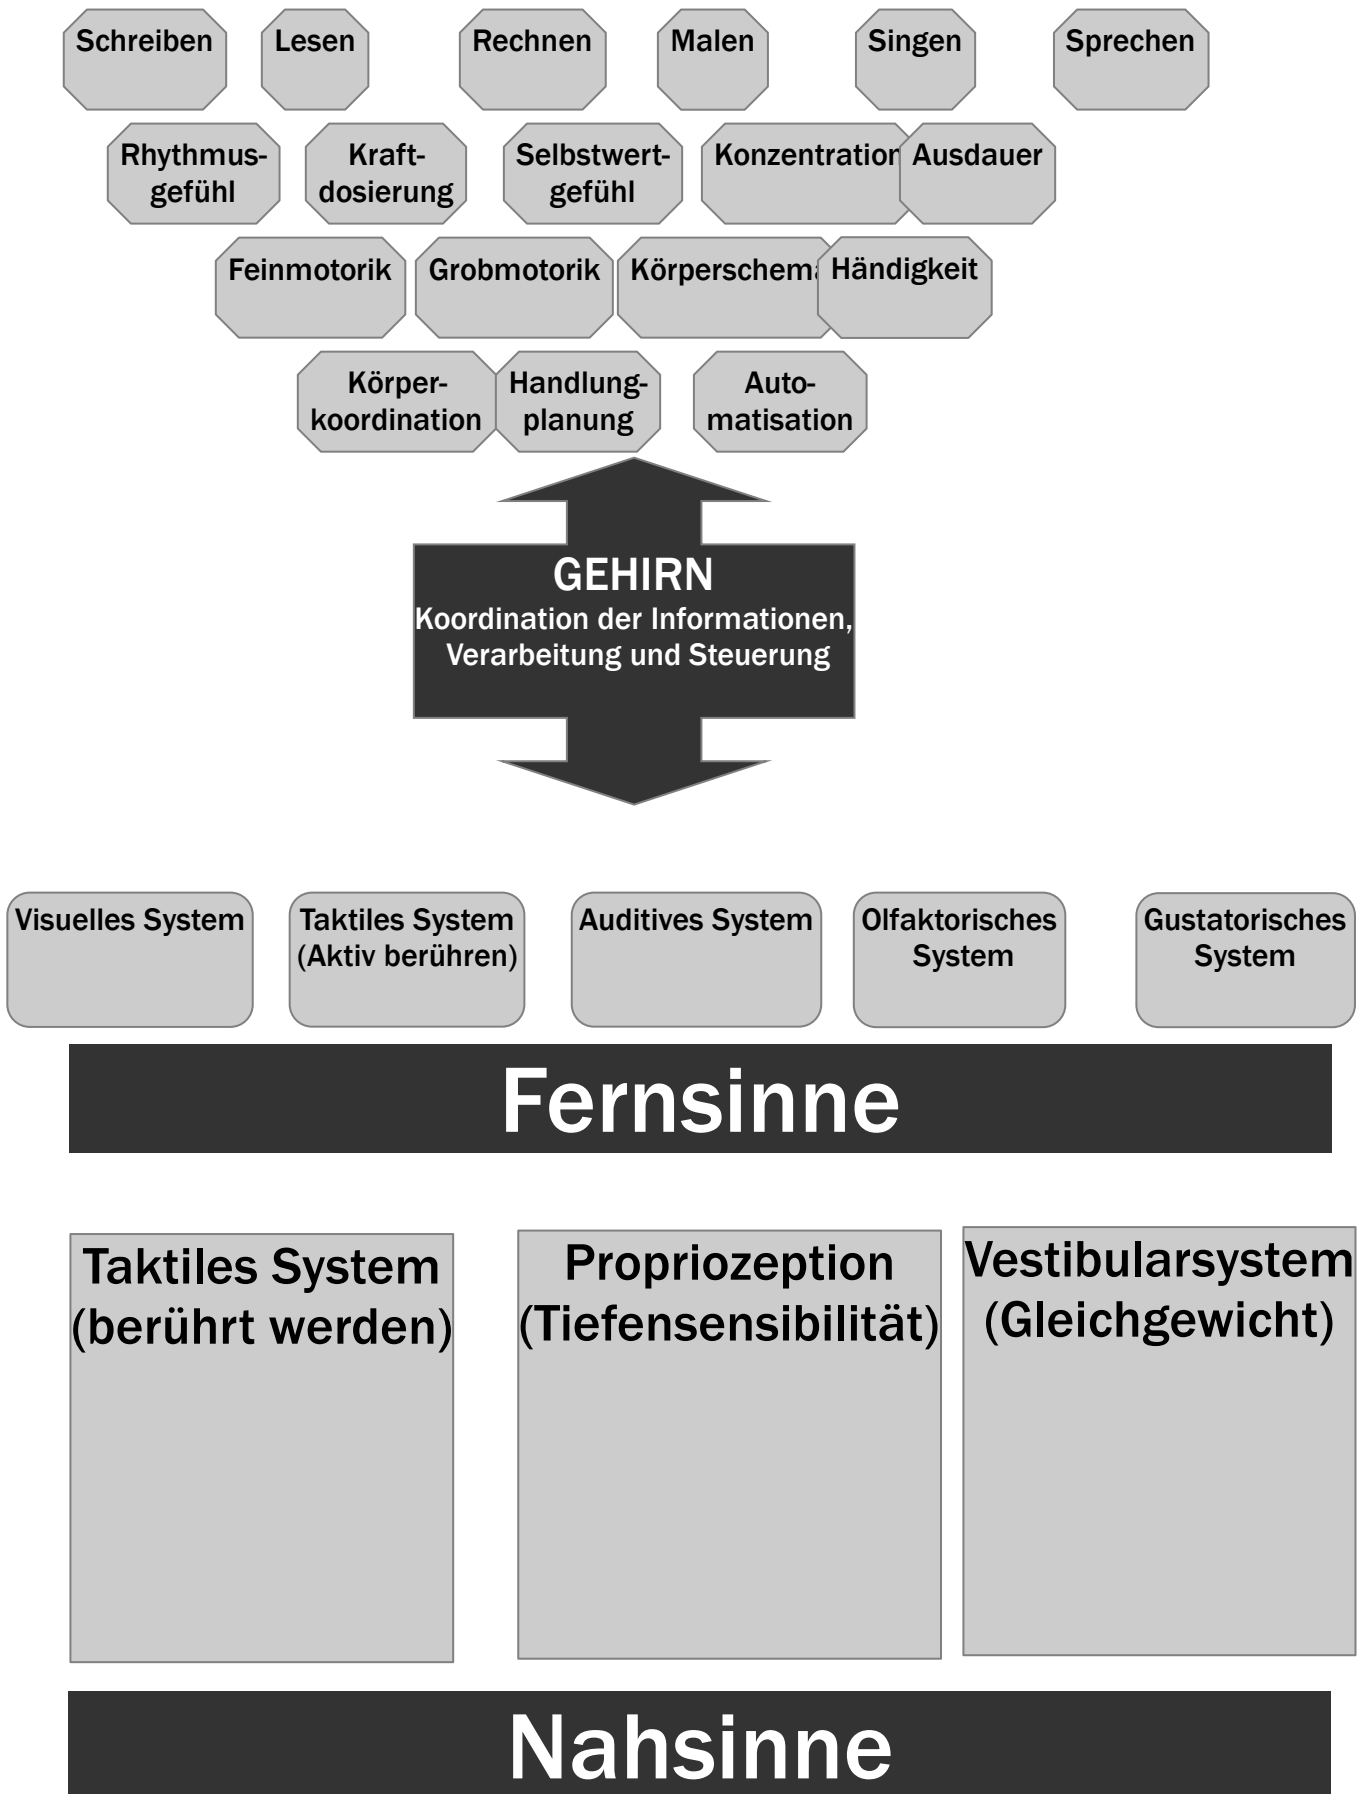 Schreiben Lesen Rechnen Malen Singen Sprechen
Rhythmus-
gefühl
Kraft-
dosierung
Selbstwert-
gefühl
Konzentration
Ausdauer
Feinmotorik Grobmotorik Körperschema Händigkeit
Körper-
koordination
Handlung-
planung
Auto-
matisation
GEHIRN
Koordination der Informationen,
Verarbeitung und Steuerung
Visuelles System
Taktiles System
(Aktiv berühren)
Auditives System
Olfaktorisches
System
Gustatorisches
System
Fernsinne
Taktiles System
(berührt werden)
Propriozeption
(Tiefensensibilität)
Vestibularsystem
(Gleichgewicht)
Nahsinne